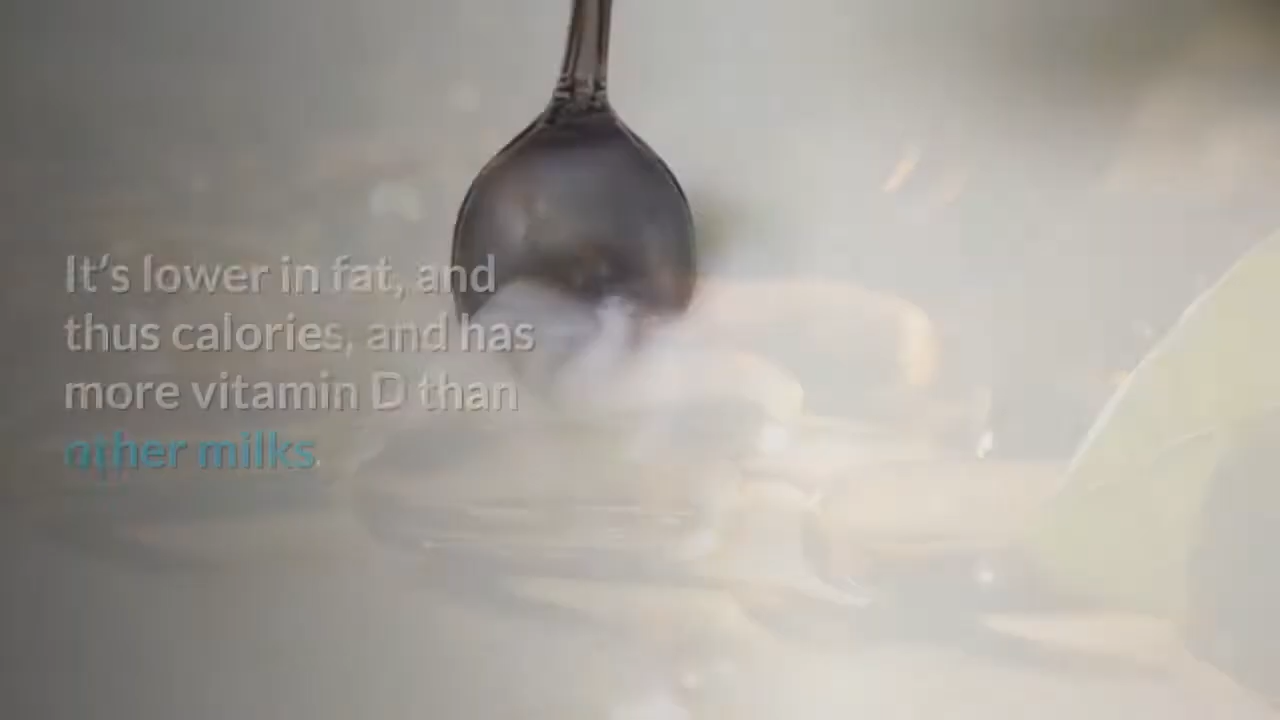 It‘s lower in fat, and
thus calories, and has
more vitamin D than
other milks.